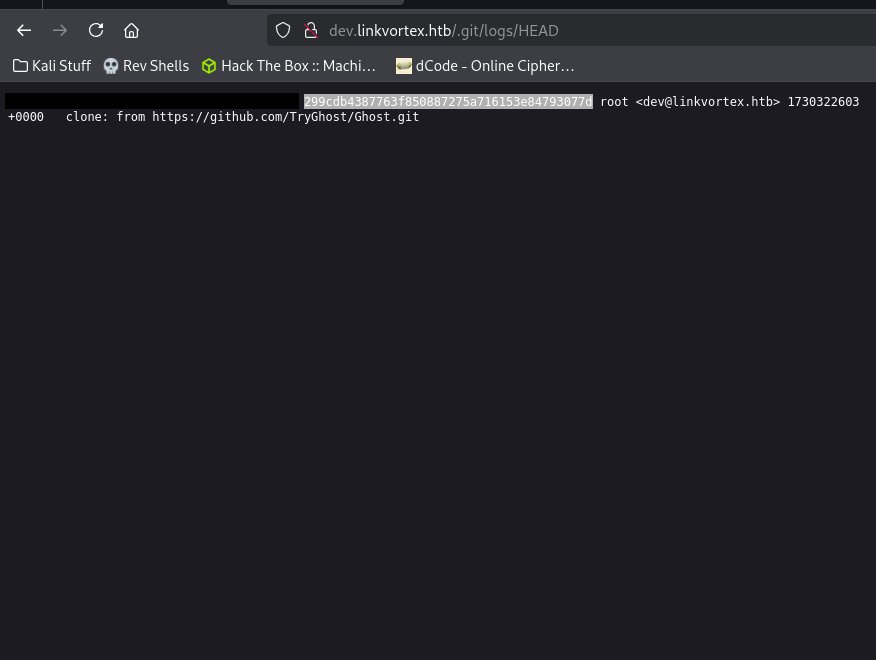 dev.linkvortex.htb/.git/logs/HEAD
Kali Stuff Rev Shells Hack The Box :: Machi… dCode - Online Cipher…
299cdb4387763f850887275a716153e84793077d root <dev@linkvortex.htb> 1730322603
+0000 clone: from https://github.com/TryGhost/Ghost.git